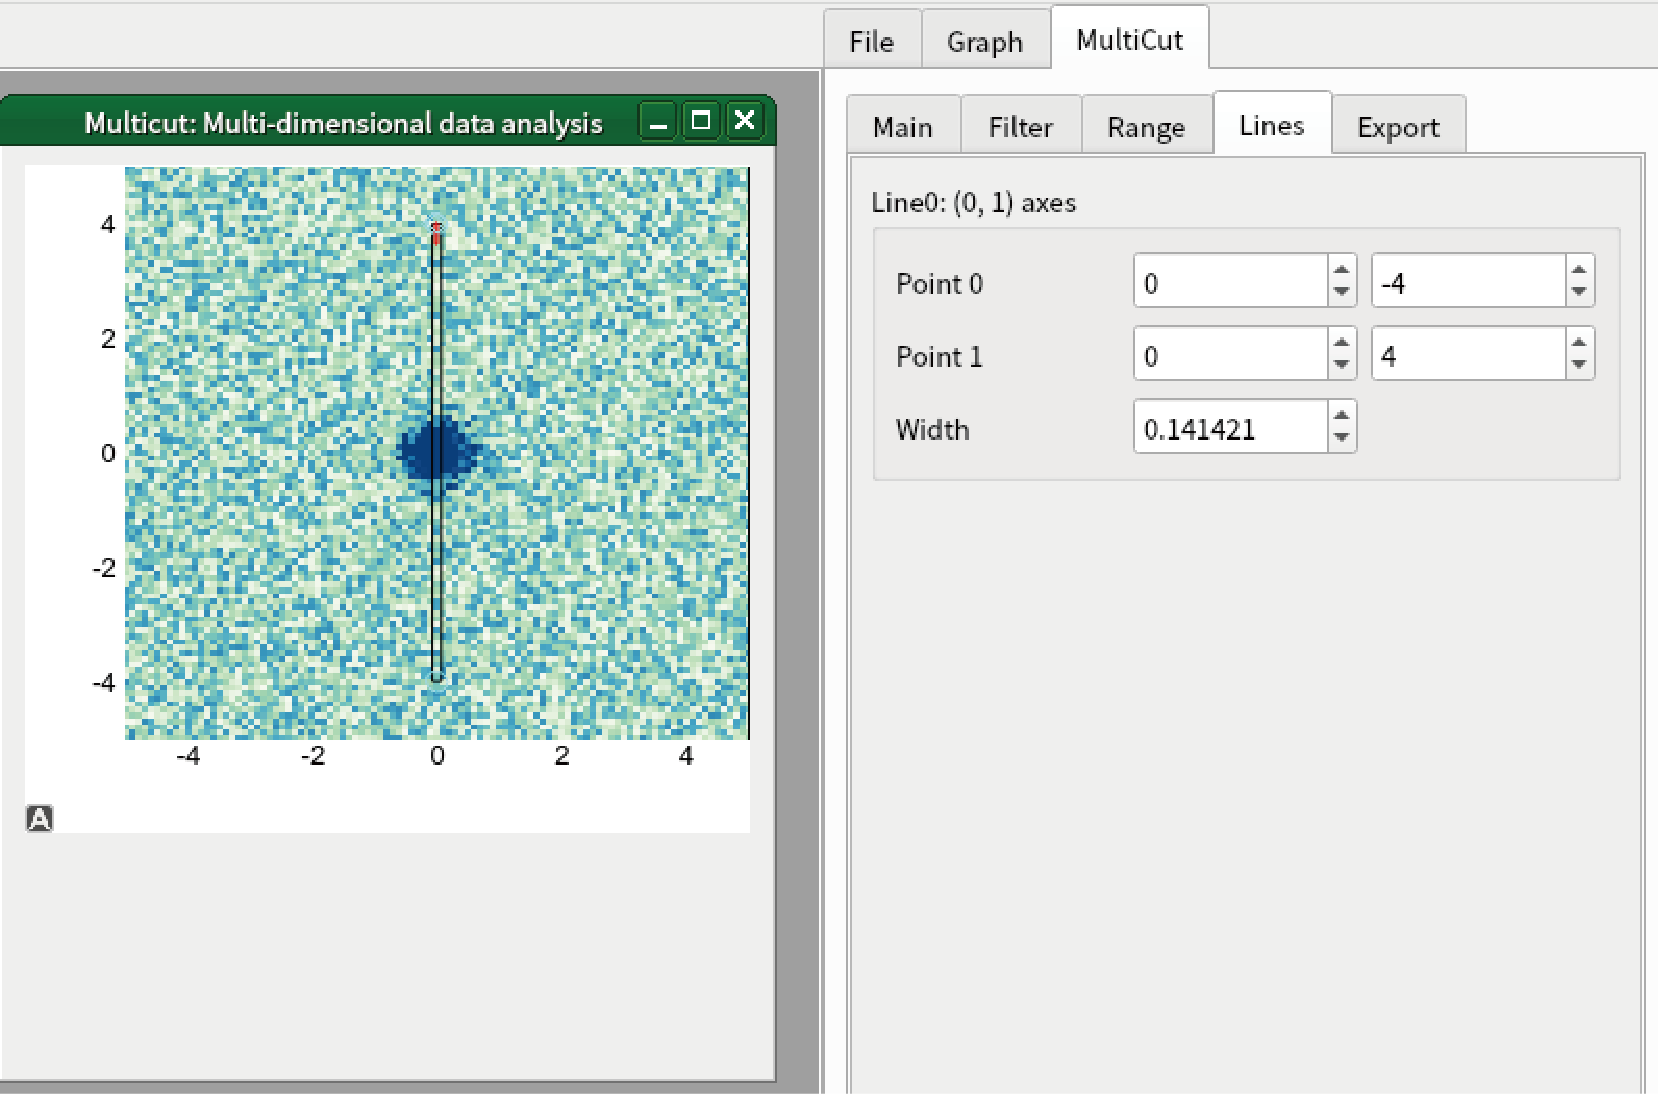 File Graph MultiCut
Multicut: Multi-dimensional data analysis
Main Filter Range Lines Export
Line0: (0, 1) axes
Point 0 0 -4
Point 1 0 4
Width 0.141421
4
2
0
-2
-4
-4 -2 0 2 4
A